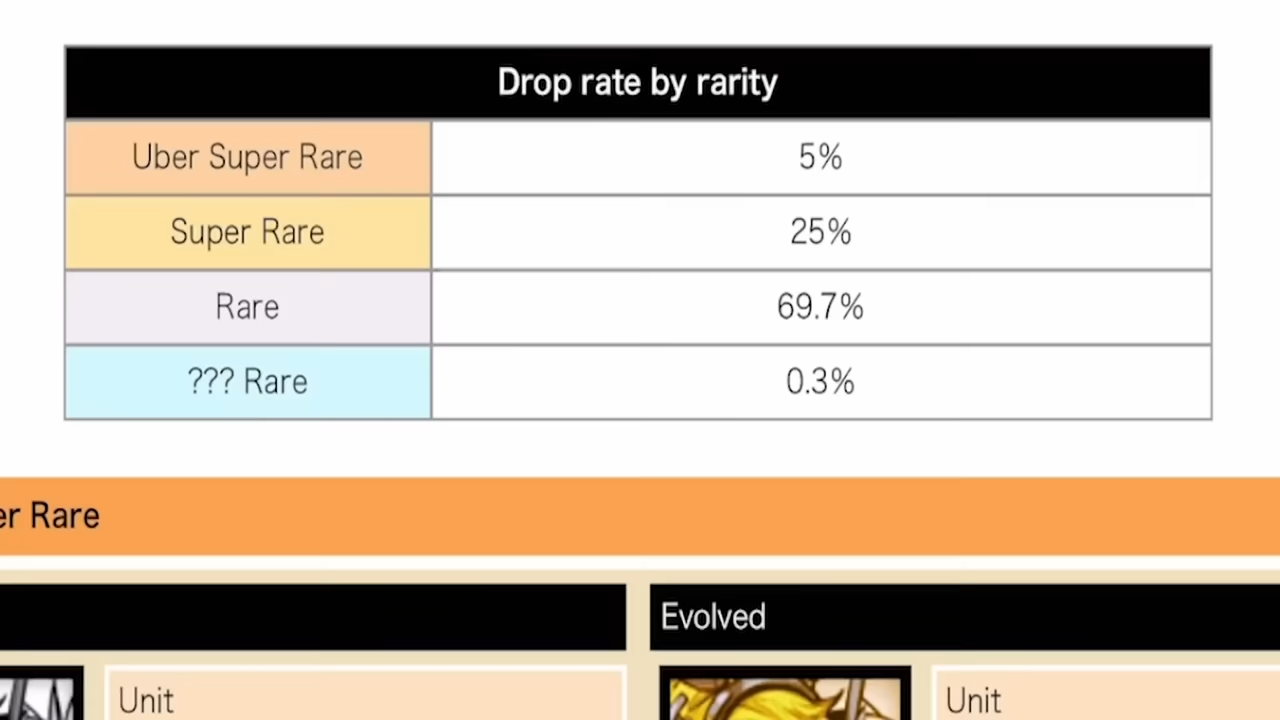 Drop rate by rarity
Uber Super Rare 5%
Super Rare 25%
Rare 69.7%
??? Rare 0.3%
Rare
Evolved
Unit Unit